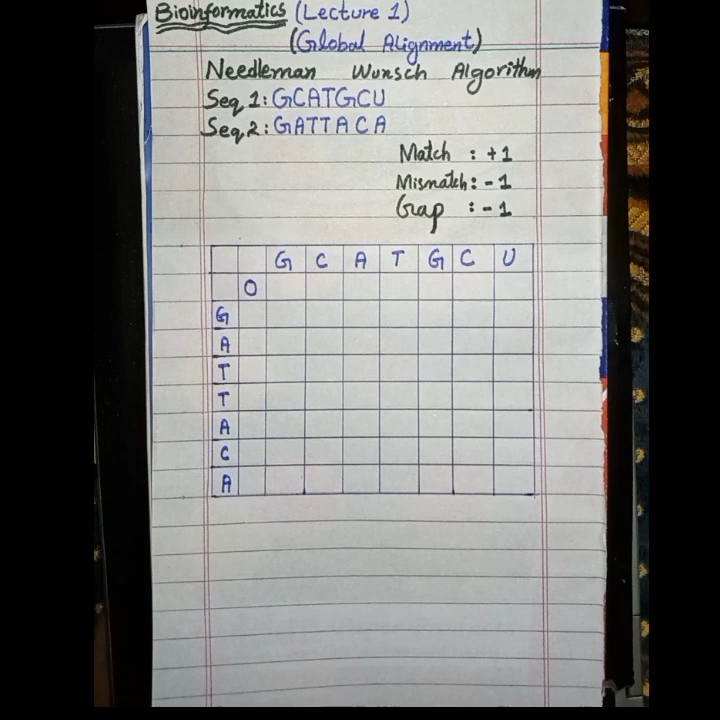 Bioinformatics (Lecture 1)
(Global Alignment)
Needleman Wunsch Algorithm
Seq 1: GCATGCU
Seq 2: GATTACA
Match : +1
Mismatch : -1
Gap : -1
G C A T G C U
0
G
A
T
T
A
C
A